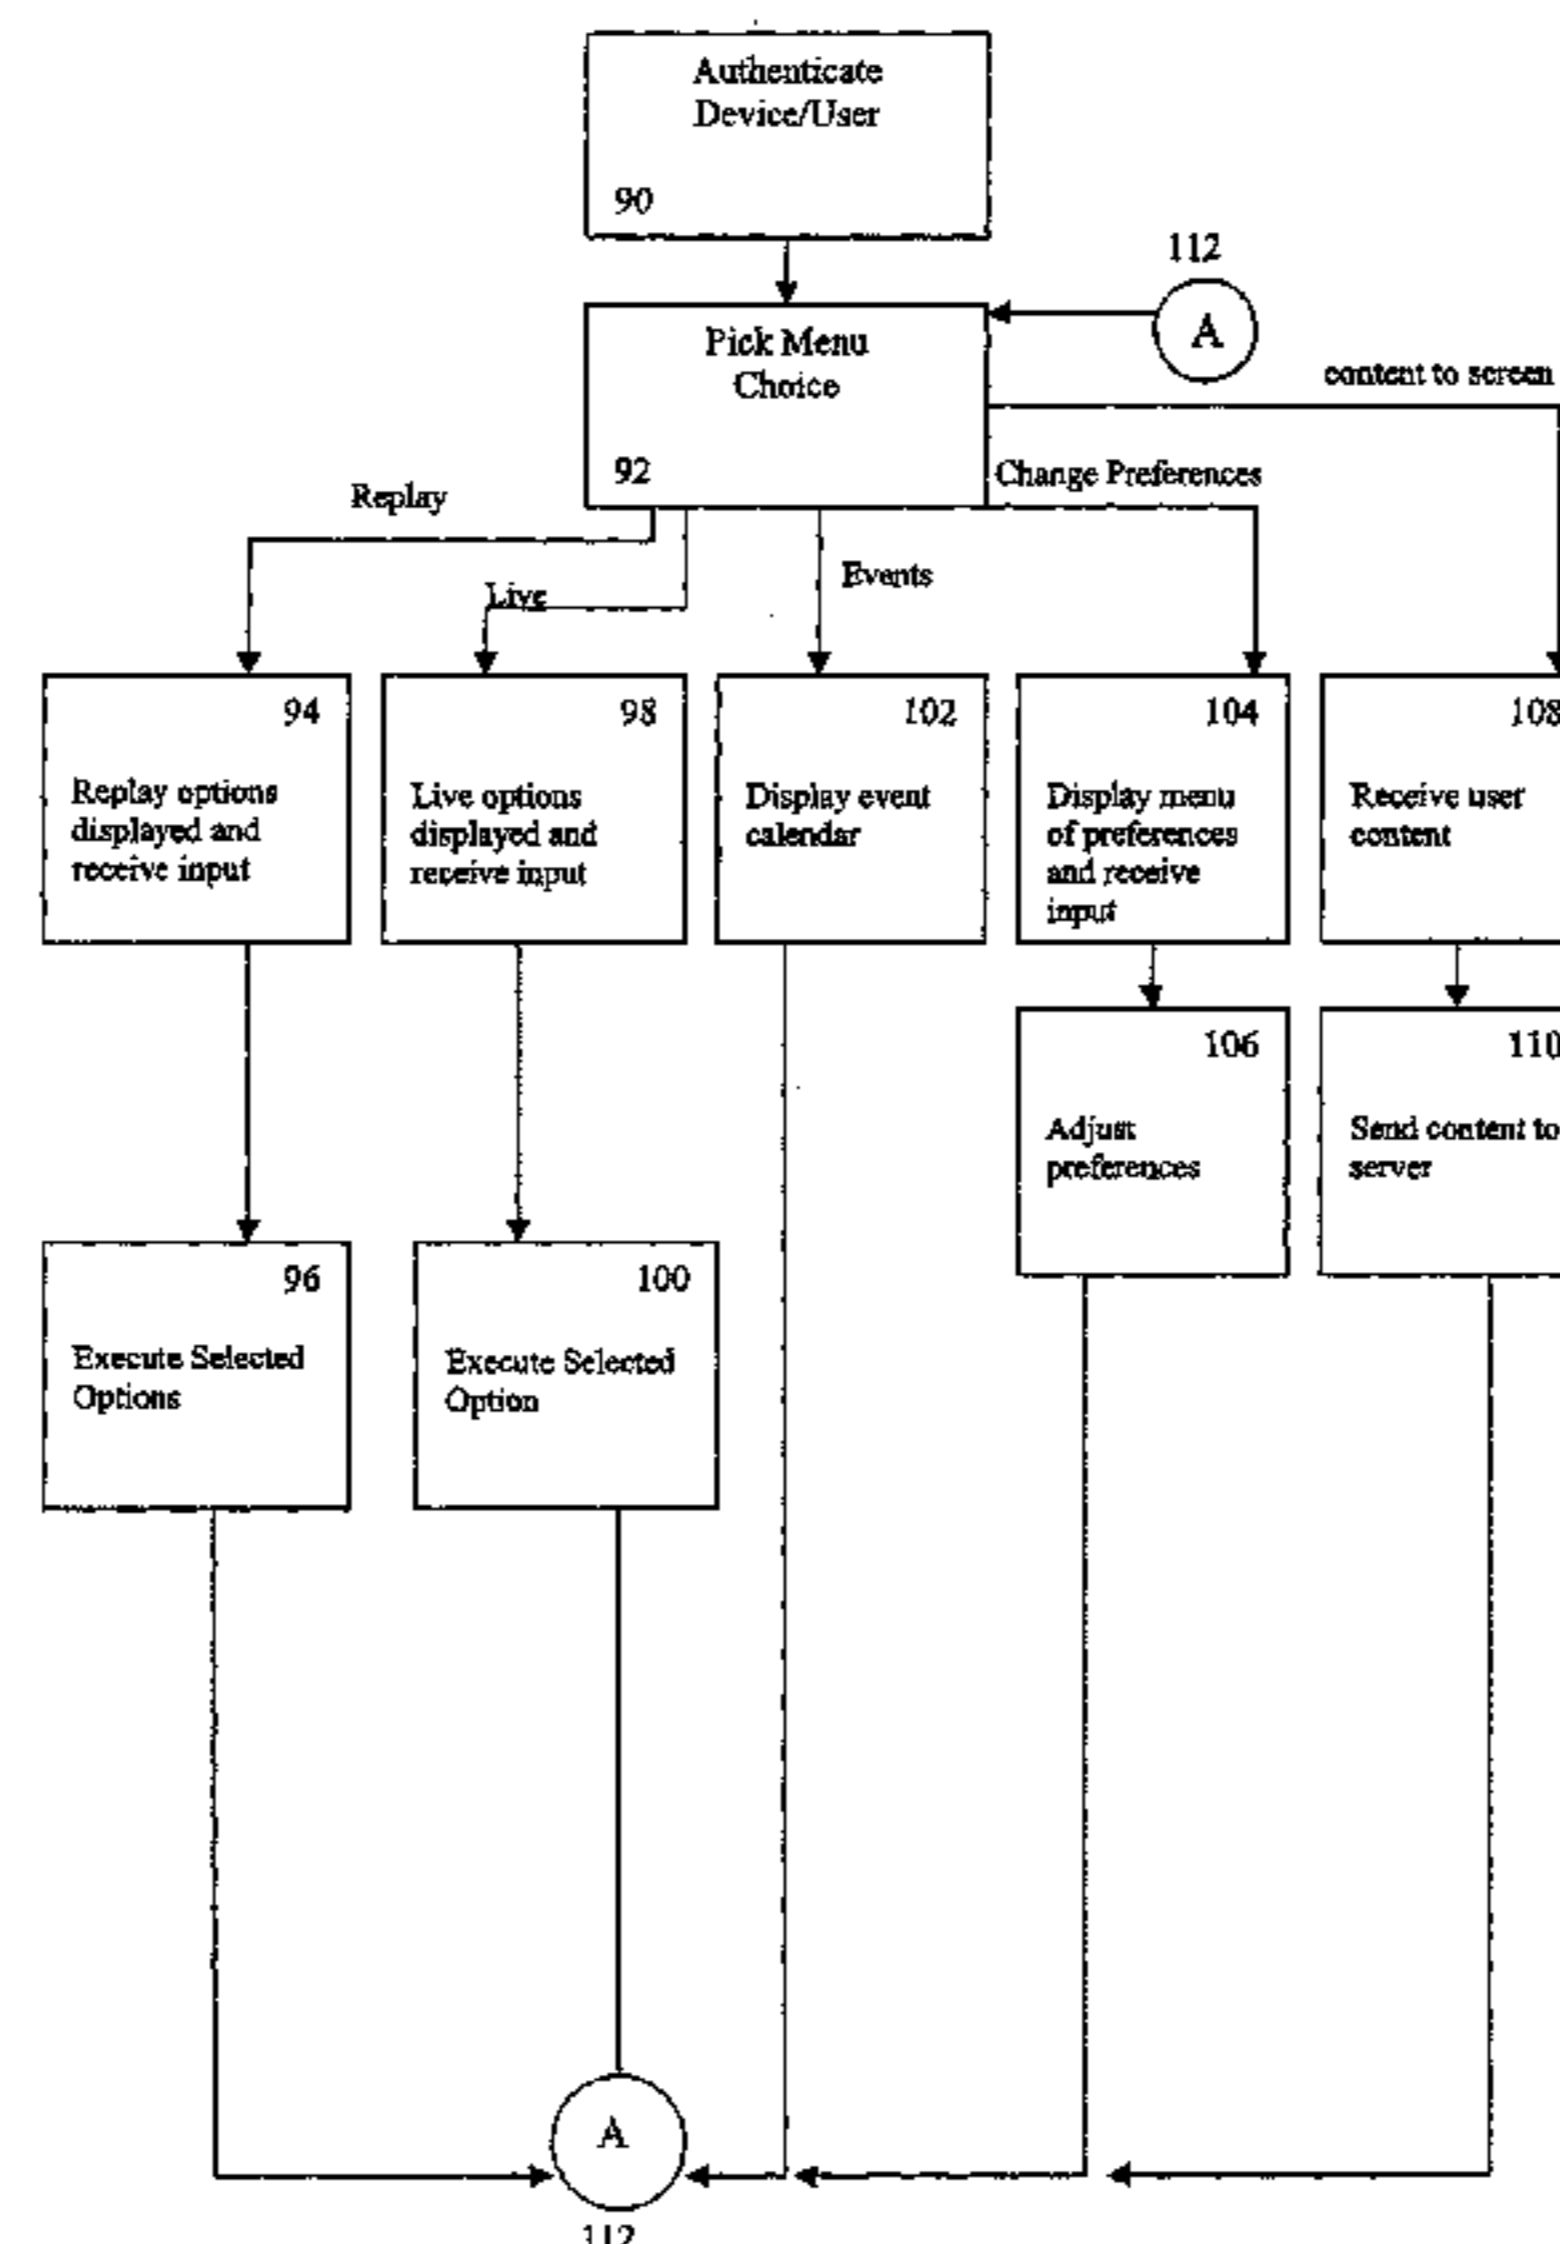 Authenticate
Device/User
90
112
A
Pick Menu
Choice
92
content to screen
Change Preferences
Replay
Live
Events
94
Replay options
displayed and
receive input
98
Live options
displayed and
receive input
102
Display event
calendar
104
Display menu
of preferences
and receive
input
108
Receive user
content
106
Adjust
preferences
110
Send content to
server
96
Execute Selected
Options
100
Execute Selected
Option
A
112